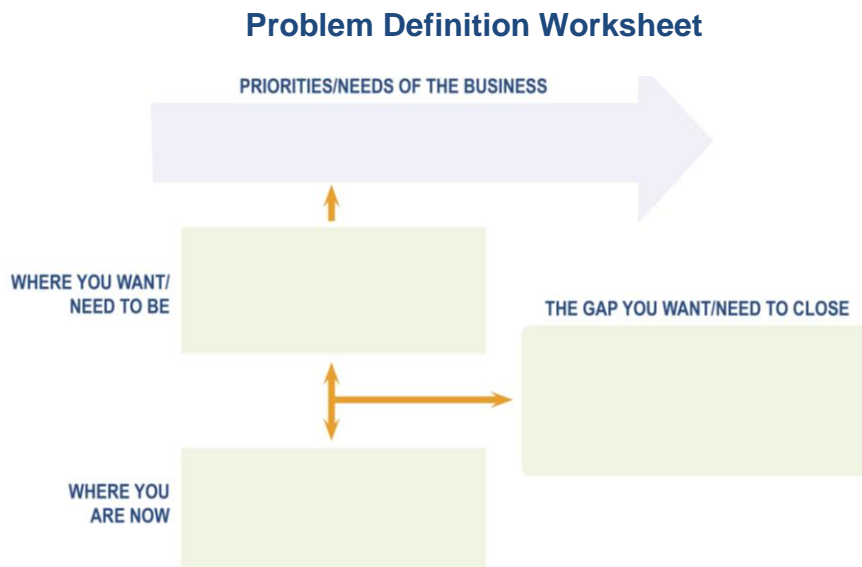 Problem Definition Worksheet
PRIORITIES/NEEDS OF THE BUSINESS
WHERE YOU WANT/
NEED TO BE
THE GAP YOU WANT/NEED TO CLOSE
WHERE YOU
ARE NOW